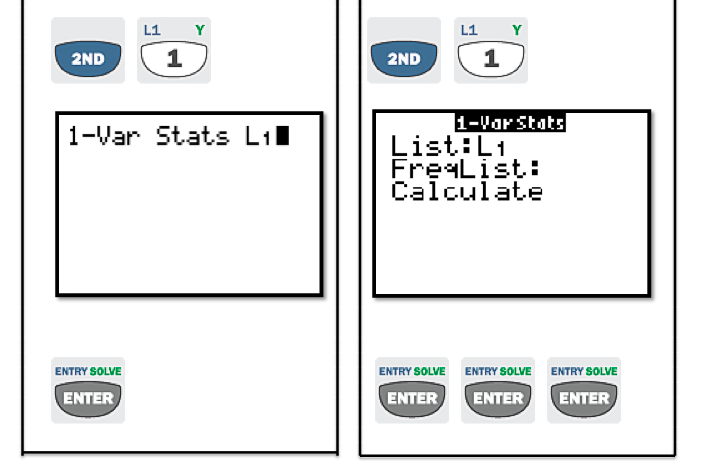 L1 Y
2ND 1
1-Var Stats L1
ENTRY SOLVE
ENTER
L1 Y
2ND 1
1-Var Stats
List:L1
FreqList:
Calculate
ENTRY SOLVE ENTRY SOLVE ENTRY SOLVE
ENTER ENTER ENTER